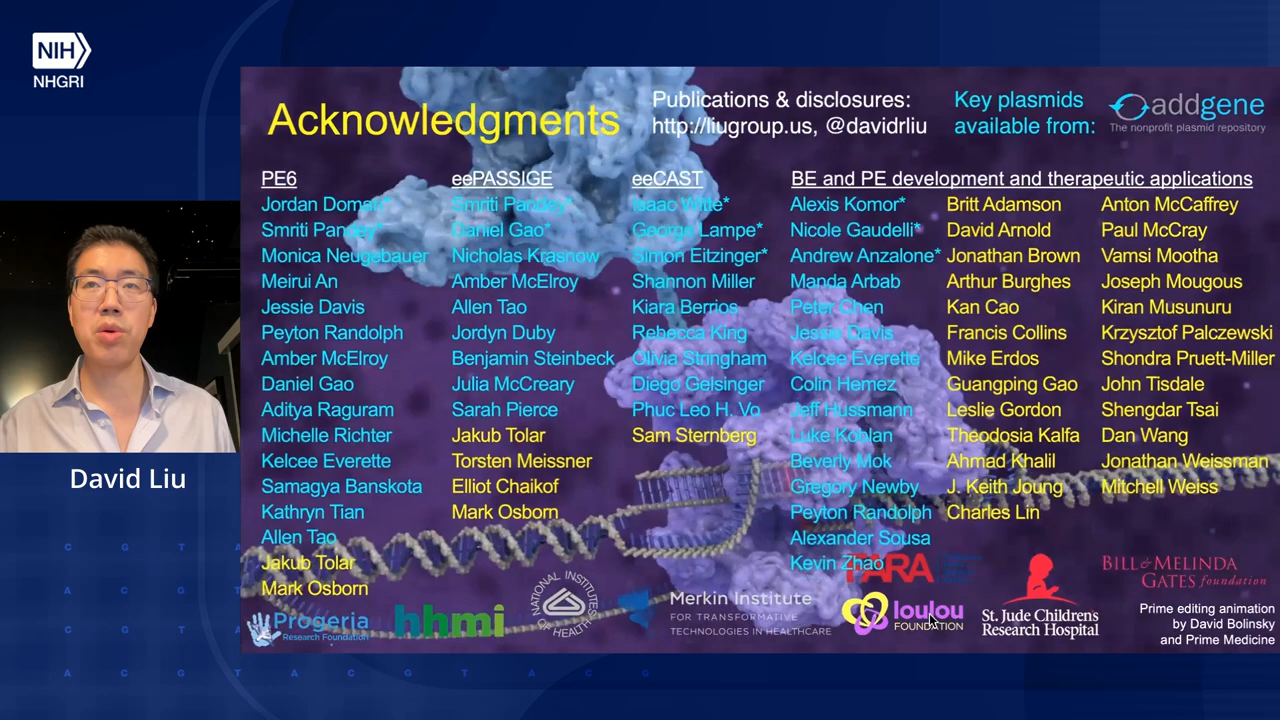 NIH
NHGRI
Acknowledgments
Publications & disclosures:
http://liugroup.us, @davidrliu
Key plasmids
available from:
addgene
The nonprofit plasmid repository
PE6
Jordan Doman*
Smriti Pandey*
Monica Neugebauer
Meirui An
Jessie Davis
Peyton Randolph
Amber McElroy
Daniel Gao
Aditya Raguram
Michelle Richter
Kelcee Everette
Samagya Banskota
Kathryn Tian
Allen Tao
Jakub Tolar
Mark Osborn
eePASSIGE
Smriti Pandey*
Daniel Gao*
Nicholas Krasnow
Amber McElroy
Allen Tao
Jordyn Duby
Benjamin Steinbeck
Julia McCreary
Sarah Pierce
Jakub Tolar
Torsten Meissner
Elliot Chaikof
Mark Osborn
eeCAST
Isaac Witte*
George Lampe*
Simon Eitzinger*
Shannon Miller
Kiara Berrios
Rebecca King
Olivia Stringham
Diego Gelsinger
Phuc Leo H. Vo
Sam Sternberg
BE and PE development and therapeutic applications
Alexis Komor*
Nicole Gaudelli*
Andrew Anzalone*
Manda Arbab
Peter Chen
Jessie Davis
Kelcee Everette
Colin Hemez
Jeff Hussmann
Luke Koblan
Beverly Mok
Gregory Newby
Peyton Randolph
Alexander Sousa
Kevin Zhao
Britt Adamson
David Arnold
Jonathan Brown
Arthur Burghes
Kan Cao
Francis Collins
Mike Erdos
Guangping Gao
Leslie Gordon
Theodosia Kalfa
Ahmad Khalil
J. Keith Joung
Charles Lin
Anton McCaffrey
Paul McCray
Vamsi Mootha
Joseph Mougous
Kiran Musunuru
Krzysztof Palczewski
Shondra Pruett-Miller
John Tisdale
Shengdar Tsai
Dan Wang
Jonathan Weissman
Mitchell Weiss
Progeria
Research Foundation
hhmi
NATIONAL INSTITUTES OF HEALTH
Merkin Institute
FOR TRANSFORMATIVE
TECHNOLOGIES IN HEALTHCARE
TARA
loulou
FOUNDATION
St. Jude Children's
Research Hospital
BILL & MELINDA
GATES foundation
Prime editing animation
by David Bolinsky
and Prime Medicine
David Liu
C G T A
A C G T
C G T A
A C G T A C G T A C G